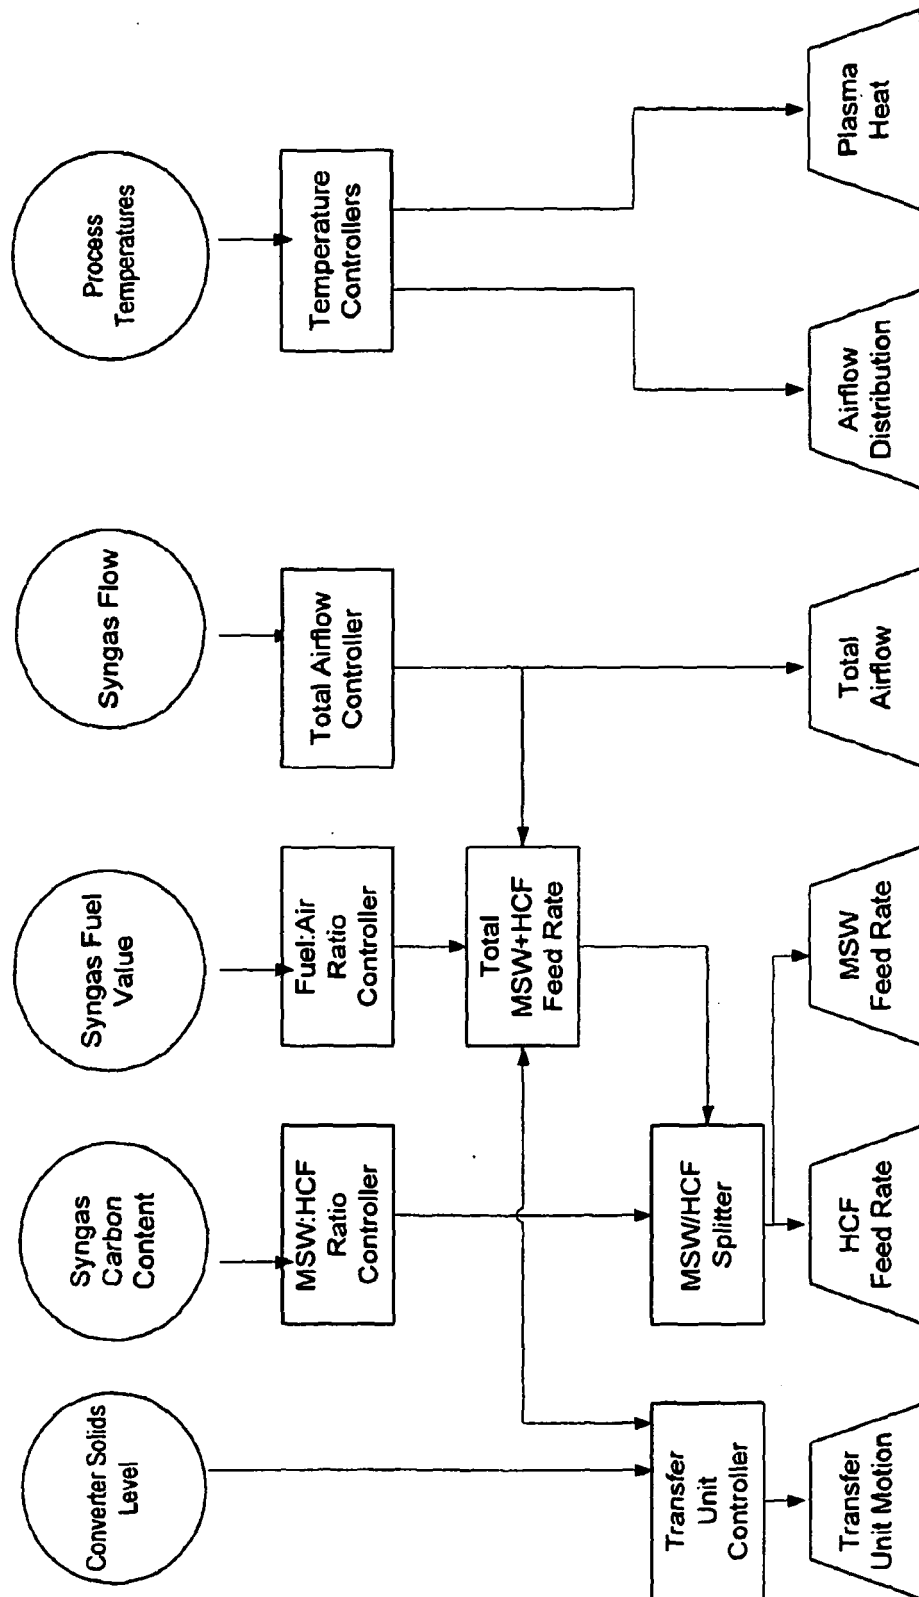 Converter Solids
Level
Syngas
Carbon
Content
Syngas Fuel
Value
Syngas Flow
Process
Temperatures
MSW:HCF
Ratio
Controller
Fuel:Air
Ratio
Controller
Total Airflow
Controller
Temperature
Controllers
Total
MSW+HCF
Feed Rate
Transfer
Unit
Controller
MSW/HCF
Splitter
Transfer
Unit Motion
HCF
Feed Rate
MSW
Feed Rate
Total
Airflow
Airflow
Distribution
Plasma
Heat